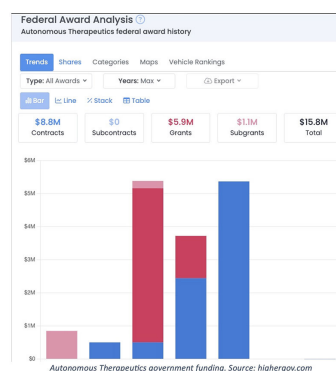 Federal Award Analysis ?
Autonomous Therapeutics federal award history
Trends Shares Categories Maps Vehicle Rankings
Type: All Awards Years: Max Export
Bar Line Stack Table
$8.8M $0 $5.9M $1.1M $15.8M
Contracts Subcontracts Grants Subgrants Total
$6M
$5M
$4M
$3M
$2M
$1M
$0
Autonomous Therapeutics government funding. Source: highergov.com